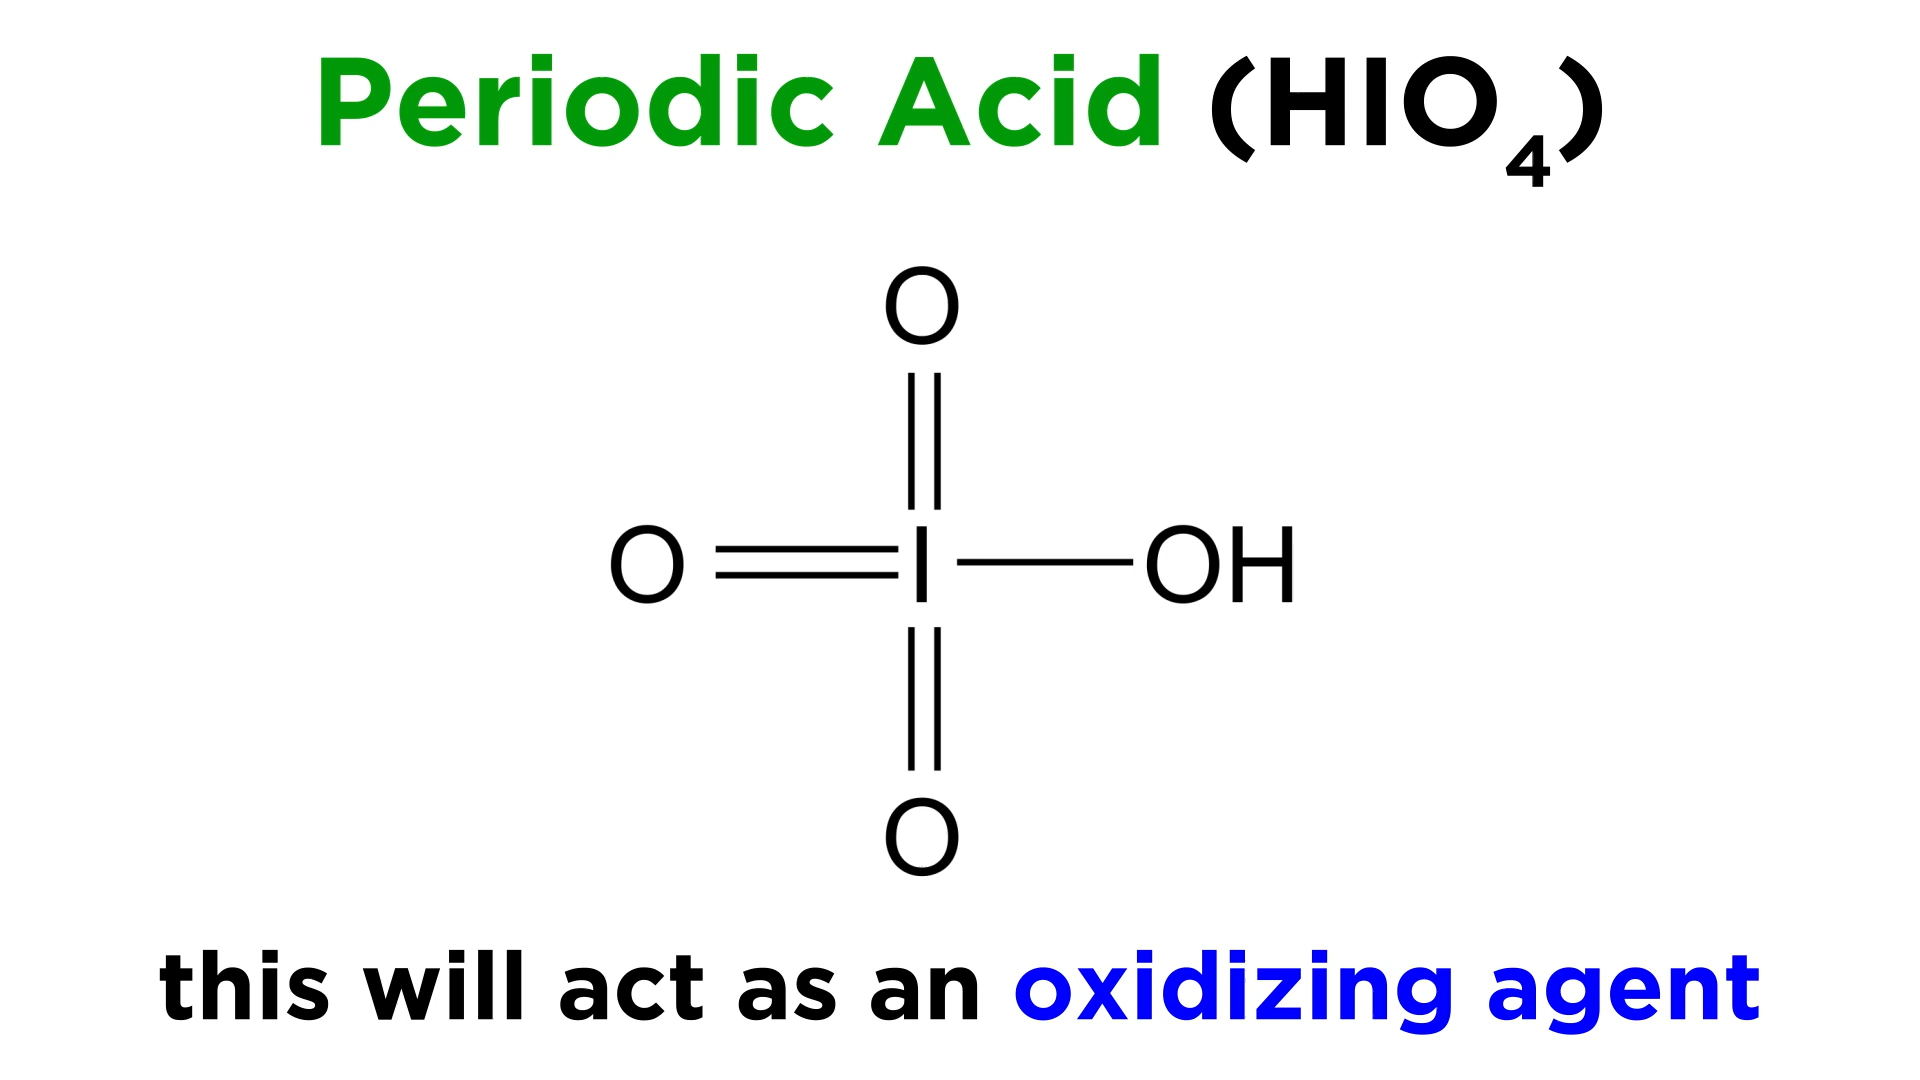 Periodic Acid (HIO₄)
O
O I OH
O
this will act as an oxidizing agent